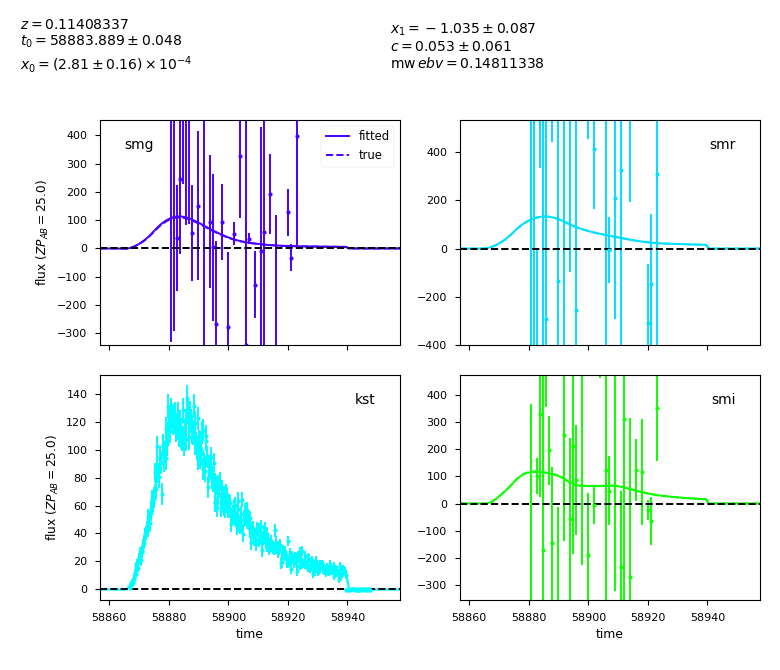 z = 0.11408337
t₀ = 58883.889 ± 0.048
x₀ = (2.81 ± 0.16) × 10⁻⁴
x₁ = −1.035 ± 0.087
c = 0.053 ± 0.061
mw ebv = 0.14811338
smg
fitted
true
flux (ZP_AB = 25.0)
400
300
200
100
0
−100
−200
−300
smr
400
200
0
−200
−400
kst
flux (ZP_AB = 25.0)
140
120
100
80
60
40
20
0
58860 58880 58900 58920 58940
time
smi
400
300
200
100
0
−100
−200
−300
58860 58880 58900 58920 58940
time